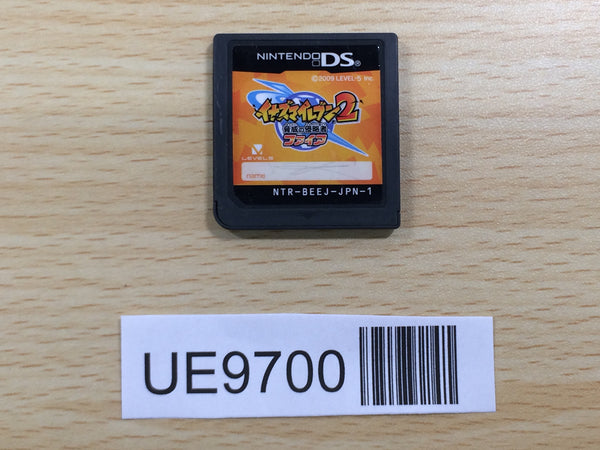 NINTENDO DS®
©2009 LEVEL-5 Inc.
イナズマイレブン2
脅威の侵略者
ファイア
LEVEL5
name
NTR-BEEJ-JPN-1
UE9700